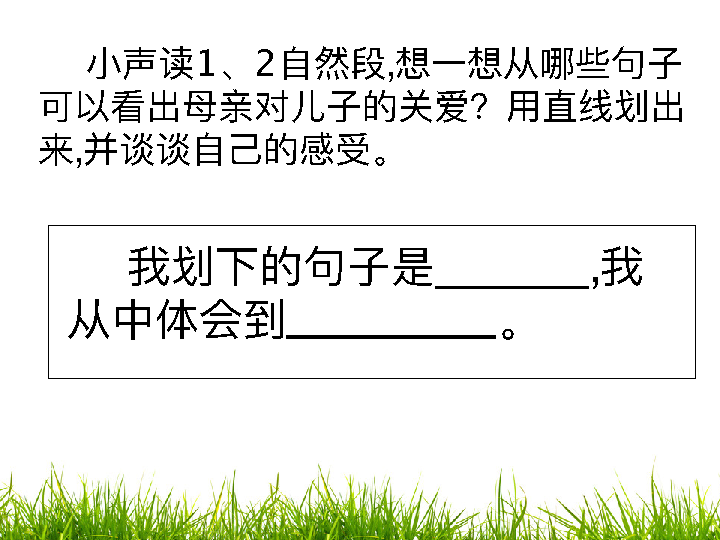 小声读1、2自然段,想一想从哪些句子
可以看出母亲对儿子的关爱？用直线划出
来,并谈谈自己的感受。
我划下的句子是_______,我
从中体会到_________。